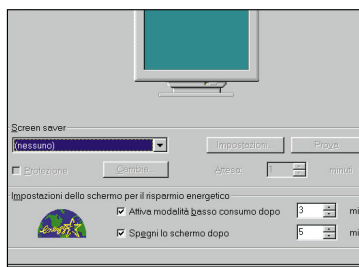 Screen saver
(nessuno)
Impostazioni...
Prova
Protezione
Cambia...
Attesa:
1
minuti
Impostazioni dello schermo per il risparmio energetico
energy
Attiva modalità basso consumo dopo
3
mi
Spegni lo schermo dopo
5
mi